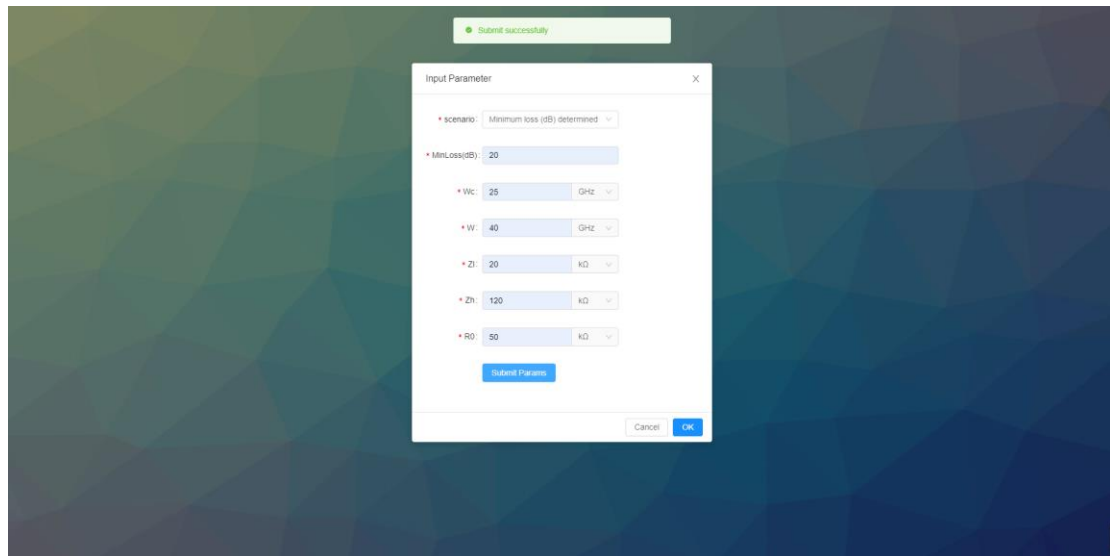 Submit successfully
Input Parameter
* scenario: Minimum loss (dB) determined
* MinLoss(dB): 20
* Wc: 25 GHz
* W: 40 GHz
* Zl: 20 kΩ
* Zh: 120 kΩ
* R0: 50 kΩ
Submit Params
Cancel OK